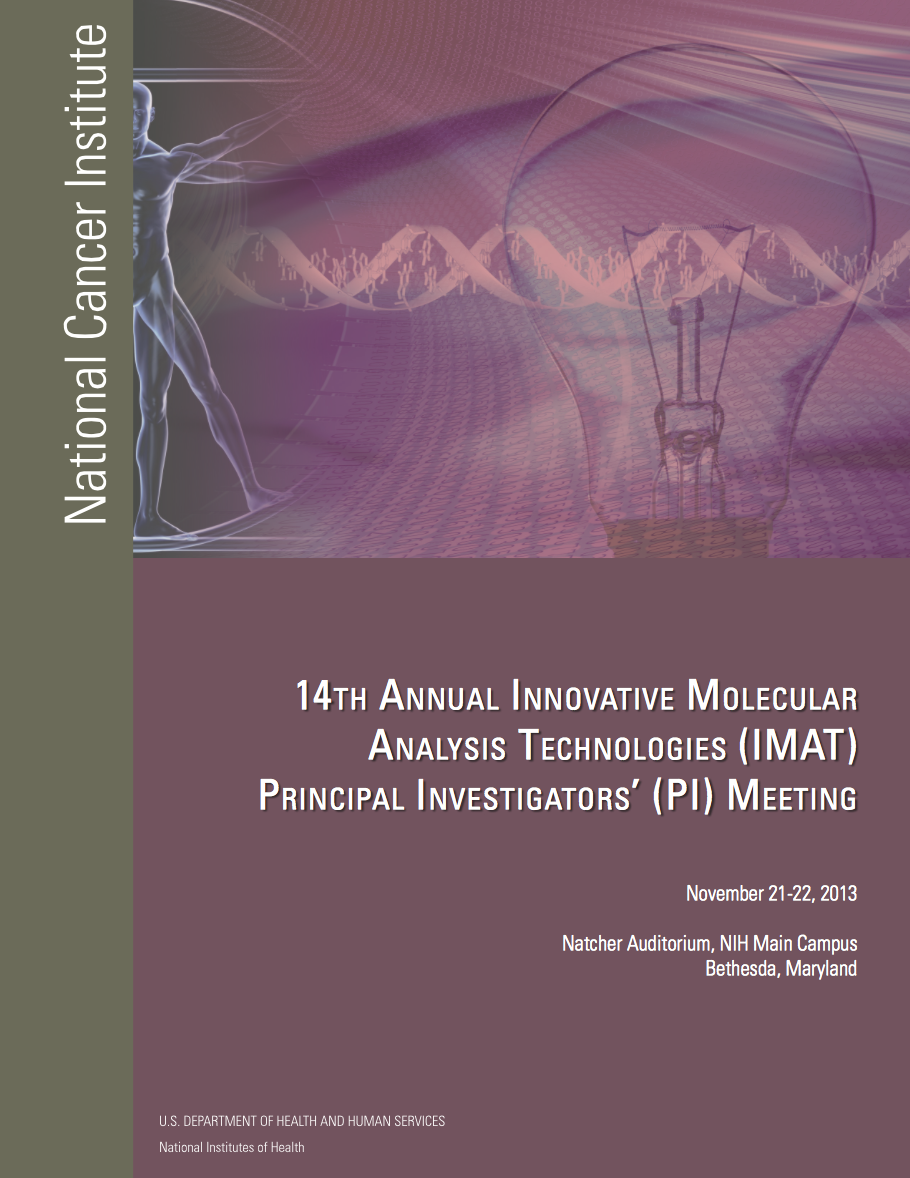 National Cancer Institute
14th Annual Innovative Molecular
Analysis Technologies (IMAT)
Principal Investigators’ (PI) Meeting
November 21-22, 2013
Natcher Auditorium, NIH Main Campus
Bethesda, Maryland
U.S. DEPARTMENT OF HEALTH AND HUMAN SERVICES
National Institutes of Health